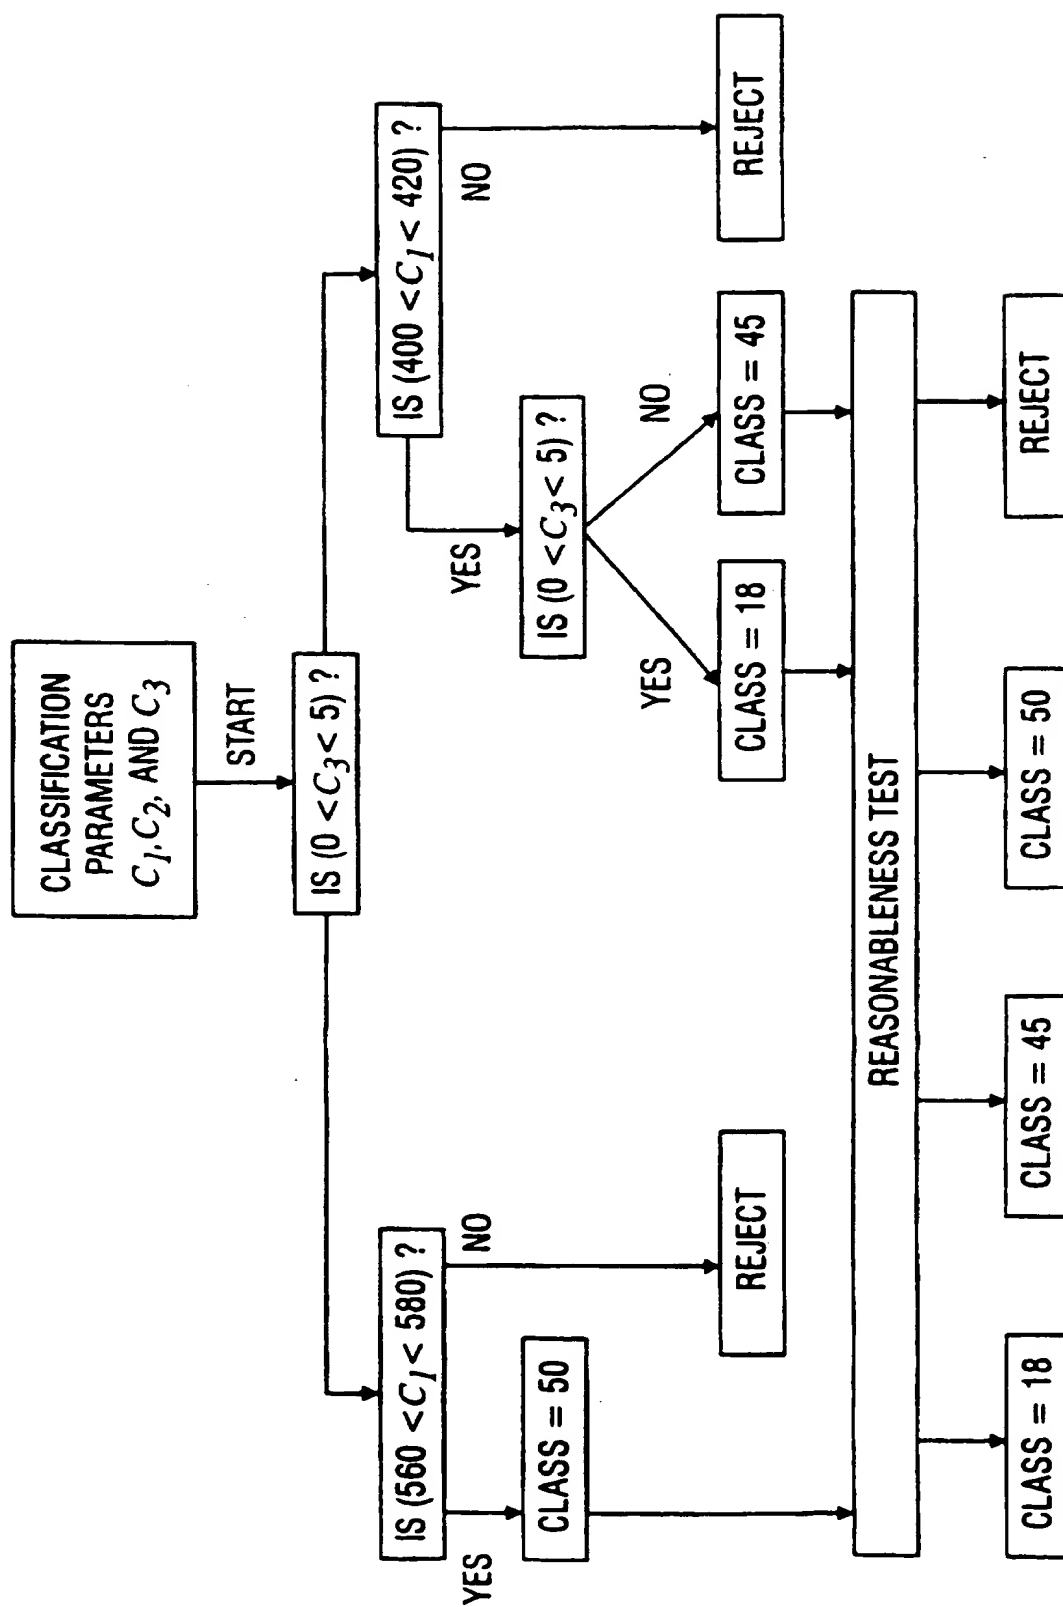 CLASSIFICATION
PARAMETERS
C1, C2, AND C3
START
IS (0 < C3 < 5) ?
IS (560 < C1 < 580) ?
IS (400 < C1 < 420) ?
YES
NO
YES
NO
CLASS = 50
IS (0 < C3 < 5) ?
YES
NO
REJECT
CLASS = 18
CLASS = 45
REJECT
REASONABLENESS TEST
CLASS = 18
CLASS = 45
CLASS = 50
REJECT